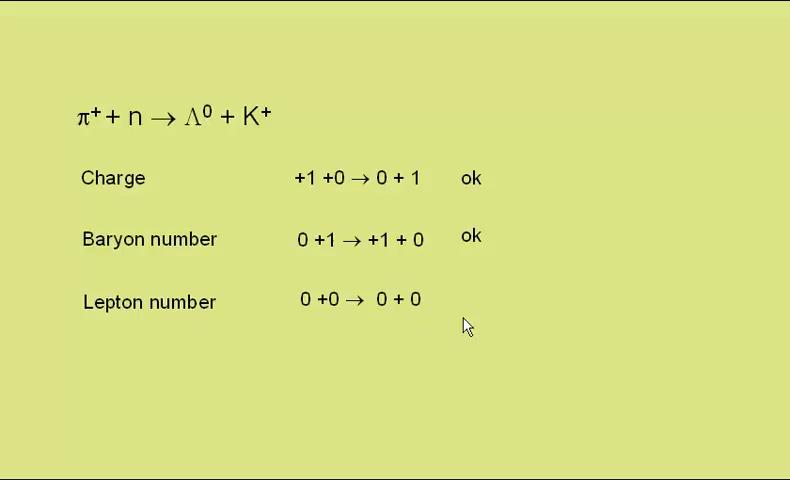 π⁺ + n → Λ⁰ + K⁺
Charge +1 +0 → 0 + 1 ok
Baryon number 0 +1 → +1 + 0 ok
Lepton number 0 +0 → 0 + 0